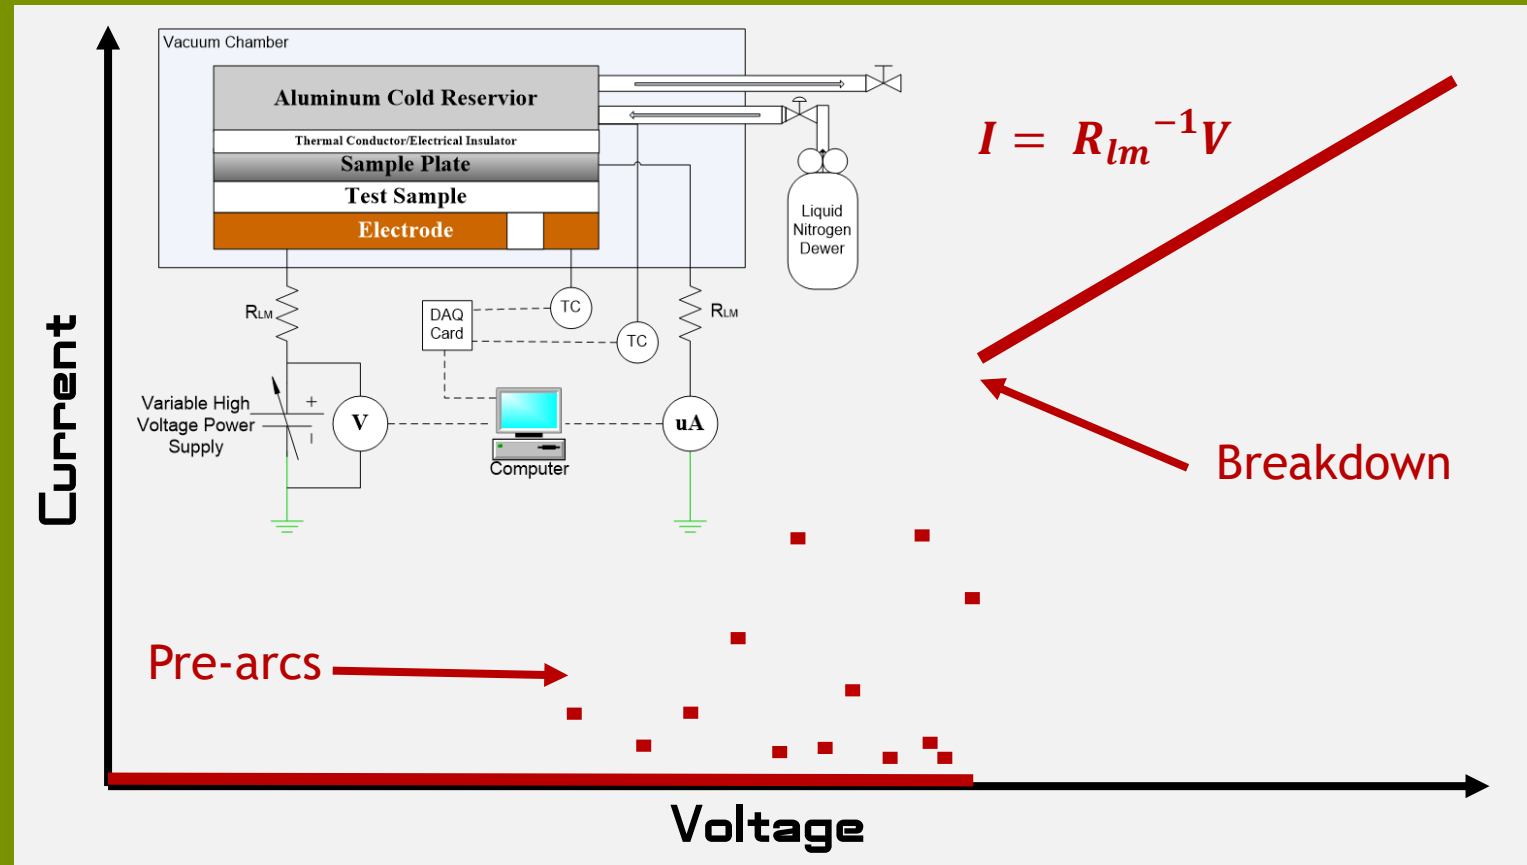 Vacuum Chamber
Aluminum Cold Reservior
Thermal Conductor/Electrical Insulator
Sample Plate
Test Sample
Electrode
Liquid
Nitrogen
Dewer
I = Rlm⁻¹V
RLM
DAQ
Card
TC
TC
RLM
Variable High
Voltage Power
Supply
+
−
V
Computer
uA
Breakdown
Pre-arcs
Current
Voltage